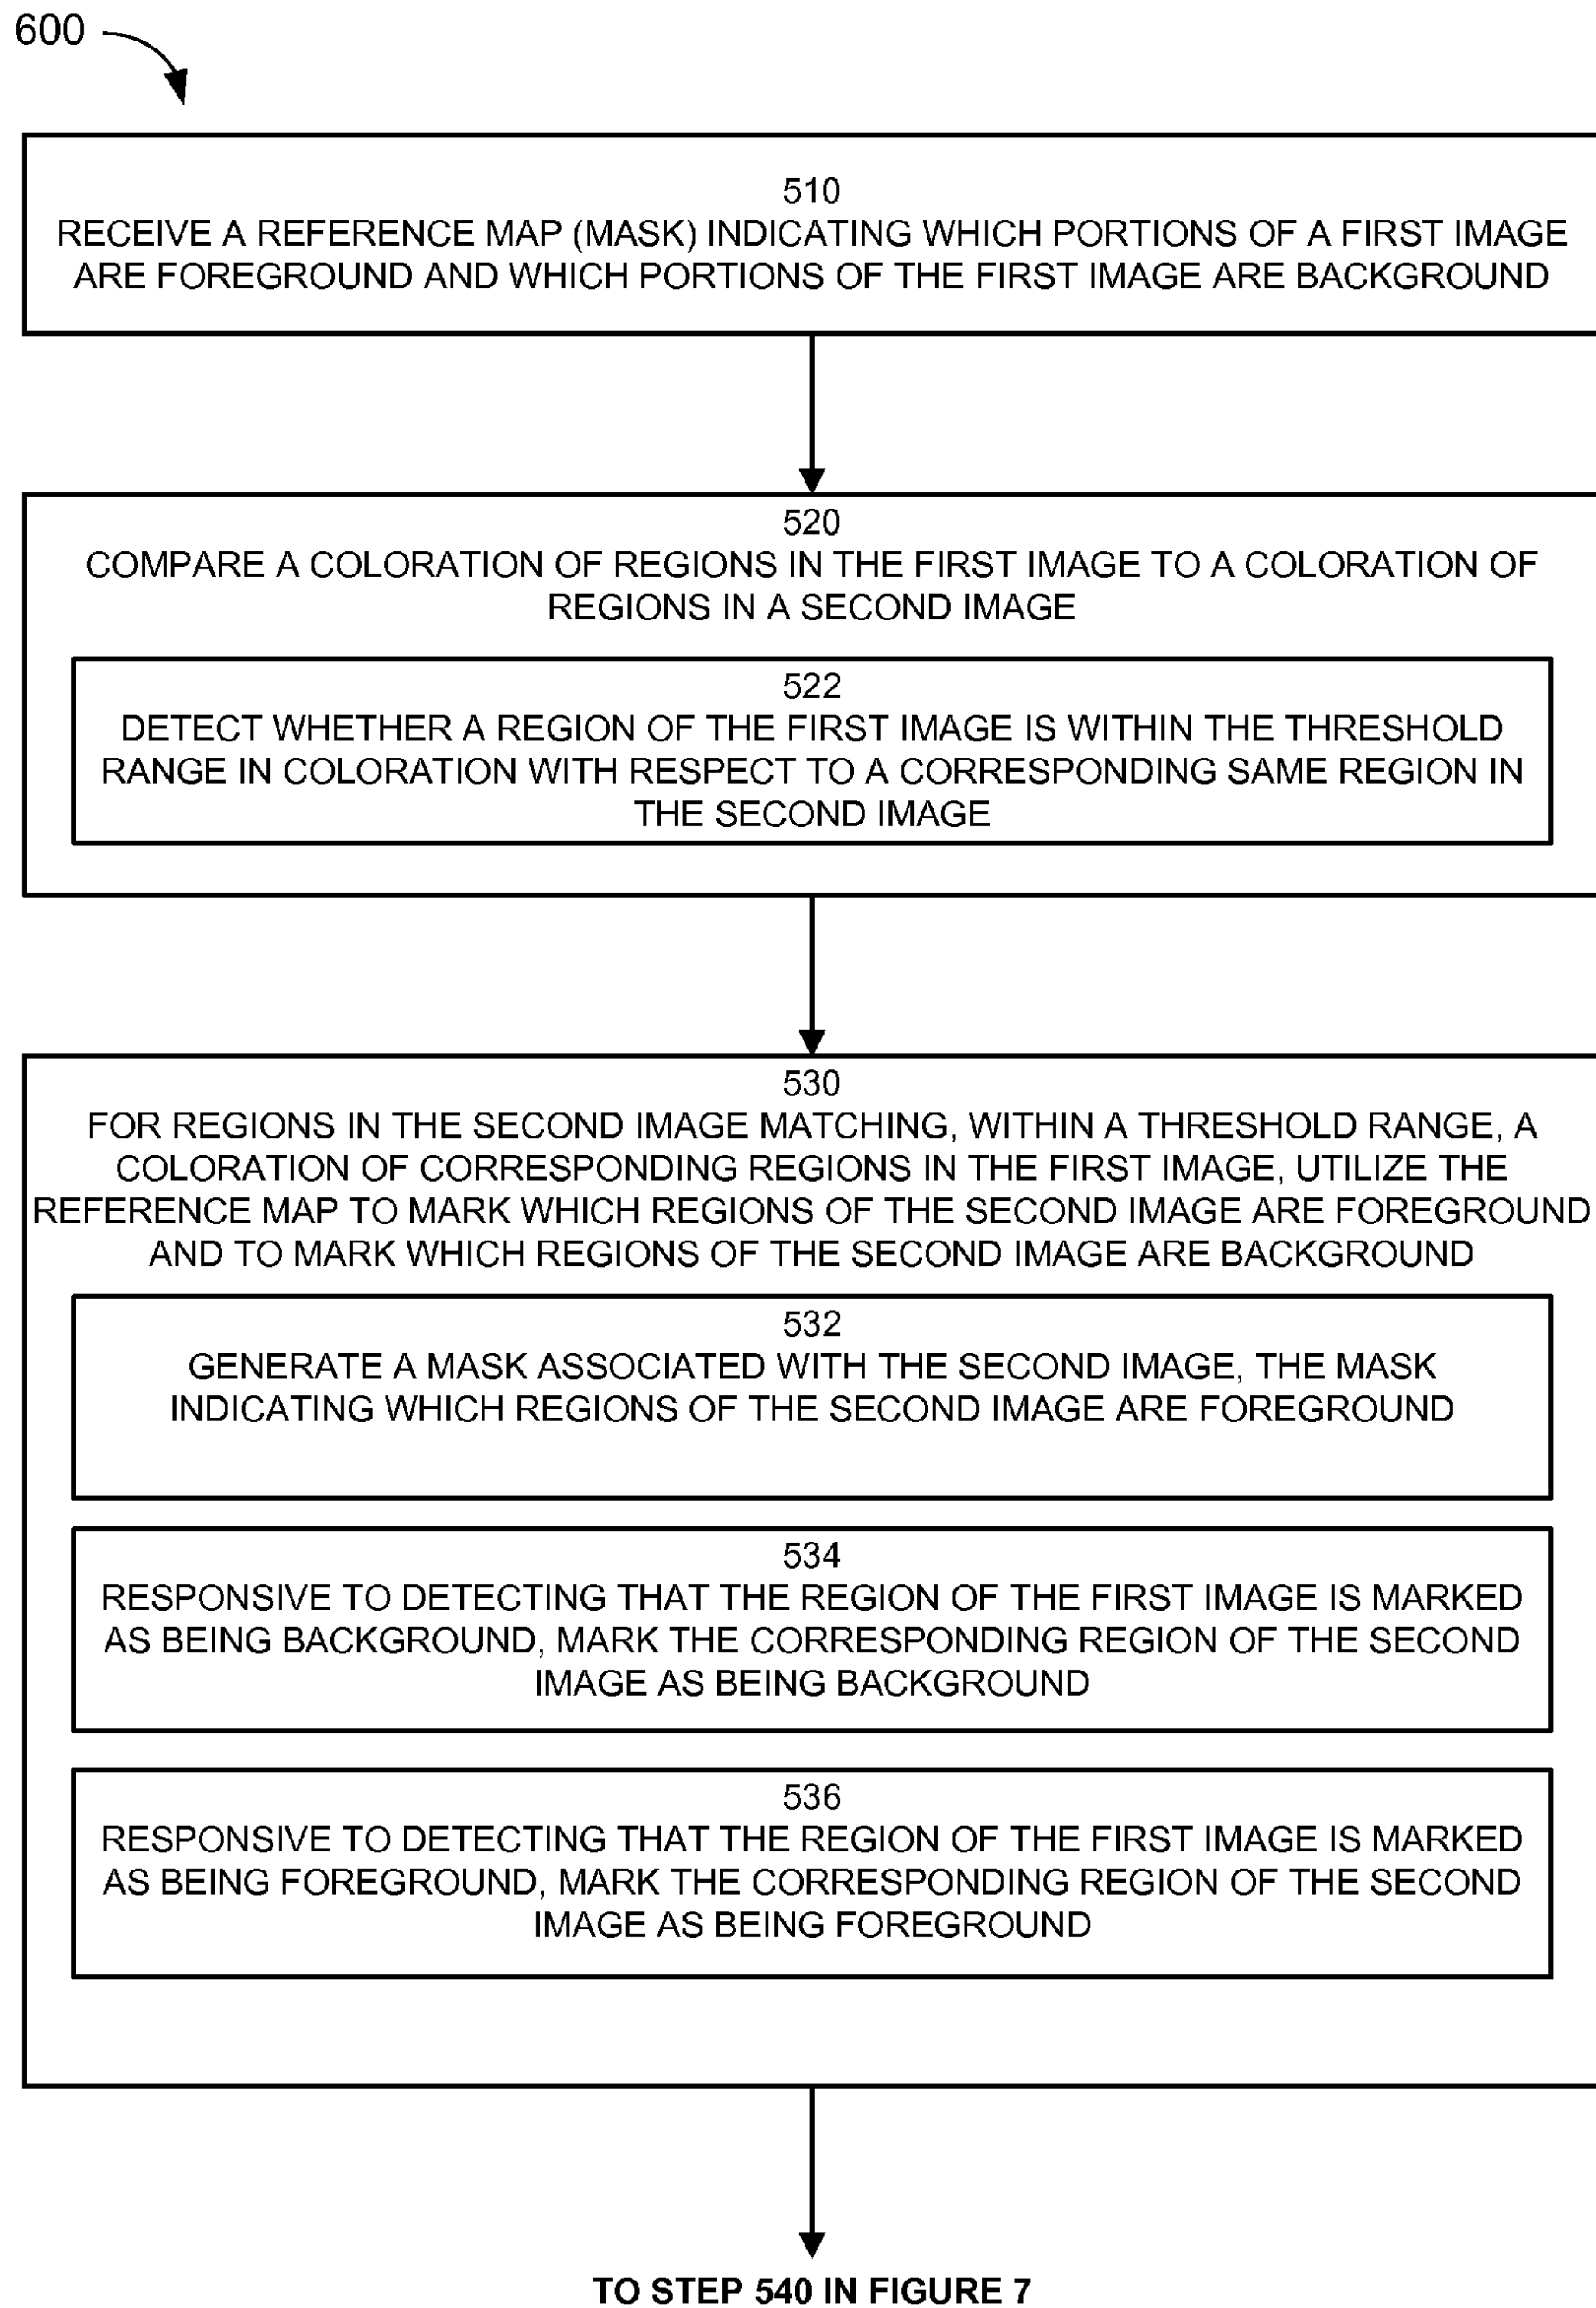 600
510
RECEIVE A REFERENCE MAP (MASK) INDICATING WHICH PORTIONS OF A FIRST IMAGE
ARE FOREGROUND AND WHICH PORTIONS OF THE FIRST IMAGE ARE BACKGROUND
520
COMPARE A COLORATION OF REGIONS IN THE FIRST IMAGE TO A COLORATION OF
REGIONS IN A SECOND IMAGE
522
DETECT WHETHER A REGION OF THE FIRST IMAGE IS WITHIN THE THRESHOLD
RANGE IN COLORATION WITH RESPECT TO A CORRESPONDING SAME REGION IN
THE SECOND IMAGE
530
FOR REGIONS IN THE SECOND IMAGE MATCHING, WITHIN A THRESHOLD RANGE, A
COLORATION OF CORRESPONDING REGIONS IN THE FIRST IMAGE, UTILIZE THE
REFERENCE MAP TO MARK WHICH REGIONS OF THE SECOND IMAGE ARE FOREGROUND
AND TO MARK WHICH REGIONS OF THE SECOND IMAGE ARE BACKGROUND
532
GENERATE A MASK ASSOCIATED WITH THE SECOND IMAGE, THE MASK
INDICATING WHICH REGIONS OF THE SECOND IMAGE ARE FOREGROUND
534
RESPONSIVE TO DETECTING THAT THE REGION OF THE FIRST IMAGE IS MARKED
AS BEING BACKGROUND, MARK THE CORRESPONDING REGION OF THE SECOND
IMAGE AS BEING BACKGROUND
536
RESPONSIVE TO DETECTING THAT THE REGION OF THE FIRST IMAGE IS MARKED
AS BEING FOREGROUND, MARK THE CORRESPONDING REGION OF THE SECOND
IMAGE AS BEING FOREGROUND
TO STEP 540 IN FIGURE 7